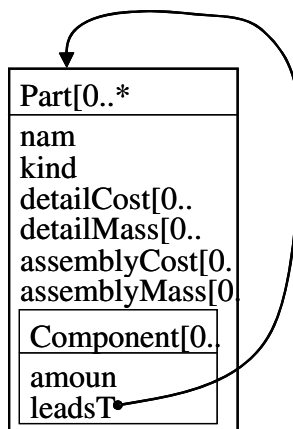 Part[0..*
nam
kind
detailCost[0..
detailMass[0..
assemblyCost[0.
assemblyMass[0.
Component[0..
amoun
leadsT